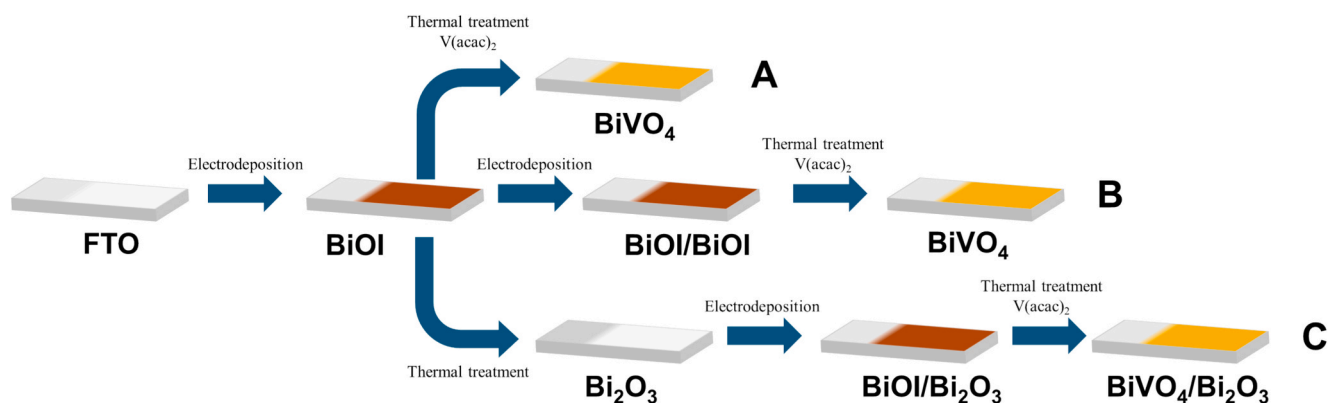 Thermal treatment
V(acac)₂
BiVO₄
A
Electrodeposition
Electrodeposition
Thermal treatment
V(acac)₂
FTO
BiOI
BiOI/BiOI
BiVO₄
B
Thermal treatment
Electrodeposition
Thermal treatment
V(acac)₂
Bi₂O₃
BiOI/Bi₂O₃
BiVO₄/Bi₂O₃
C